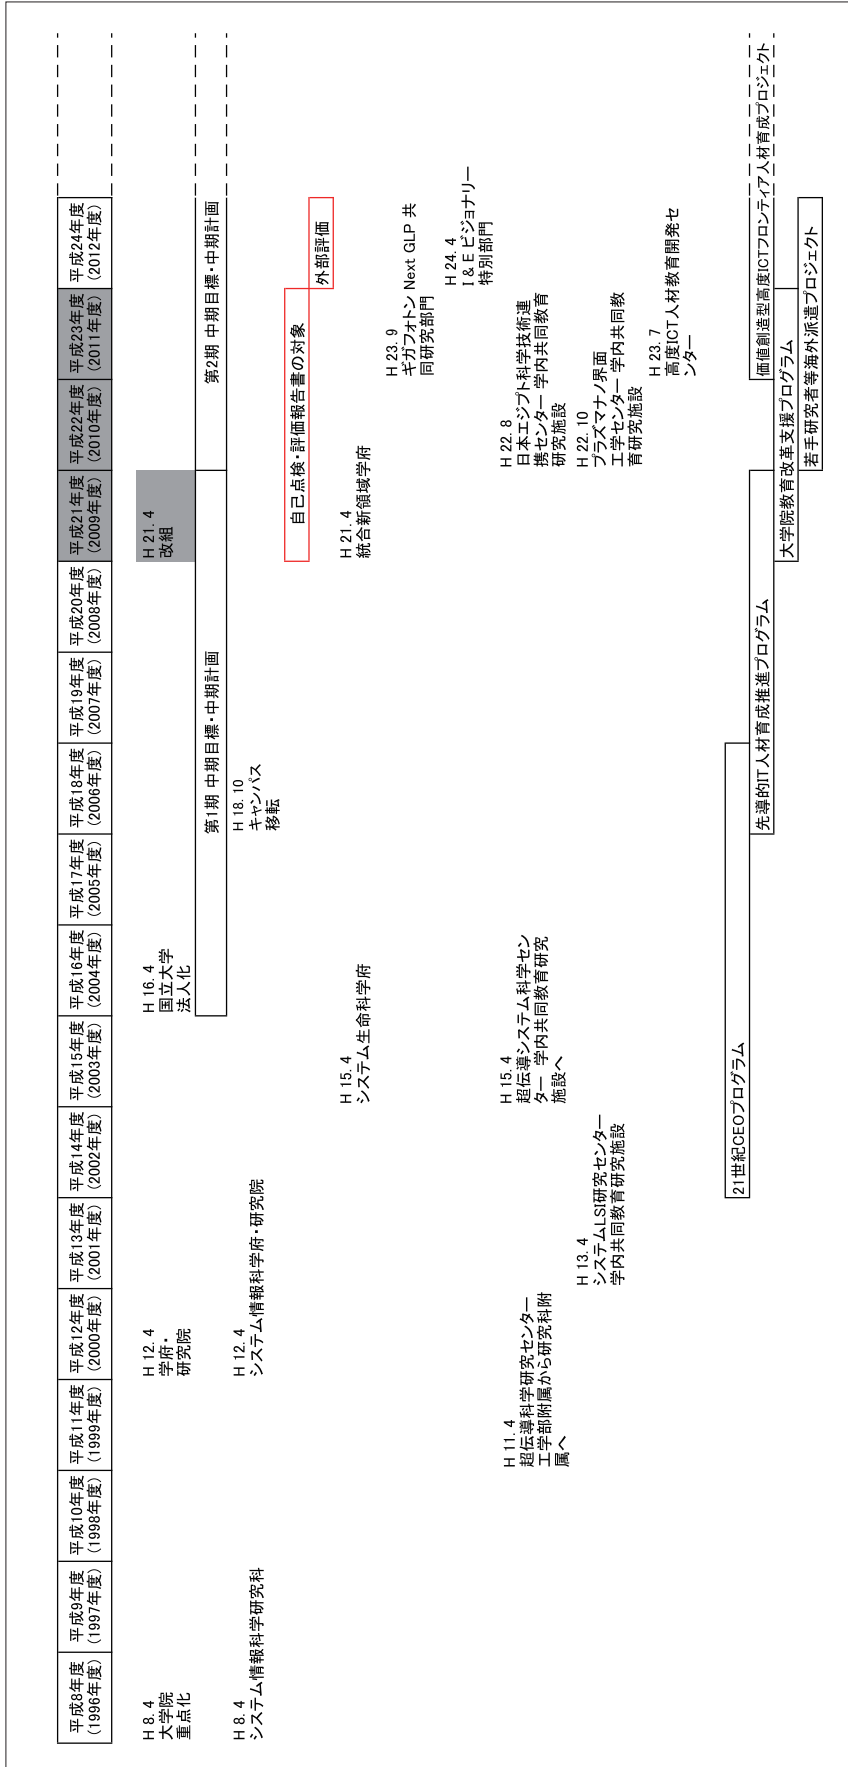 平成8年度
（1996年度）
平成9年度
（1997年度）
平成10年度
（1998年度）
平成11年度
（1999年度）
平成12年度
（2000年度）
平成13年度
（2001年度）
平成14年度
（2002年度）
平成15年度
（2003年度）
平成16年度
（2004年度）
平成17年度
（2005年度）
平成18年度
（2006年度）
平成19年度
（2007年度）
平成20年度
（2008年度）
平成21年度
（2009年度）
平成22年度
（2010年度）
平成23年度
（2011年度）
平成24年度
（2012年度）
H 8. 4
大学院
重点化
H 12. 4
学府・
研究院
H 16. 4
国立大学
法人化
H 21. 4
改組
第1期 中期目標・中期計画
第2期 中期目標・中期計画
H 8. 4
システム情報科学研究科
H 12. 4
システム情報科学府・研究院
H 18. 10
キャンパス
移転
自己点検・評価報告書の対象
外部評価
H 15. 4
システム生命科学府
H 21. 4
統合新領域学府
H 23. 9
ギガフォトン Next GLP 共
同研究部門
H 24. 4
I & E ビジョナリー
特別部門
H 11. 4
超伝導科学研究センター
工学部附属から研究科附
属へ
H 15. 4
超伝導システム科学セン
ター 学内共同教育研究
施設へ
H 22. 8
日本エジプト科学技術連
携センター 学内共同教育
研究施設
H 13. 4
システムLSI研究センター
学内共同教育研究施設
H 22. 10
プラズマナノ界面
工学センター 学内共同教
育研究施設
H 23. 7
高度ICT人材教育開発セ
ンター
21世紀CEOプログラム
先導的IT人材育成推進プログラム
価値創造型高度ICTフロンティア人材育成プロジェクト
大学院教育改革支援プログラム
若手研究者等海外派遣プロジェクト